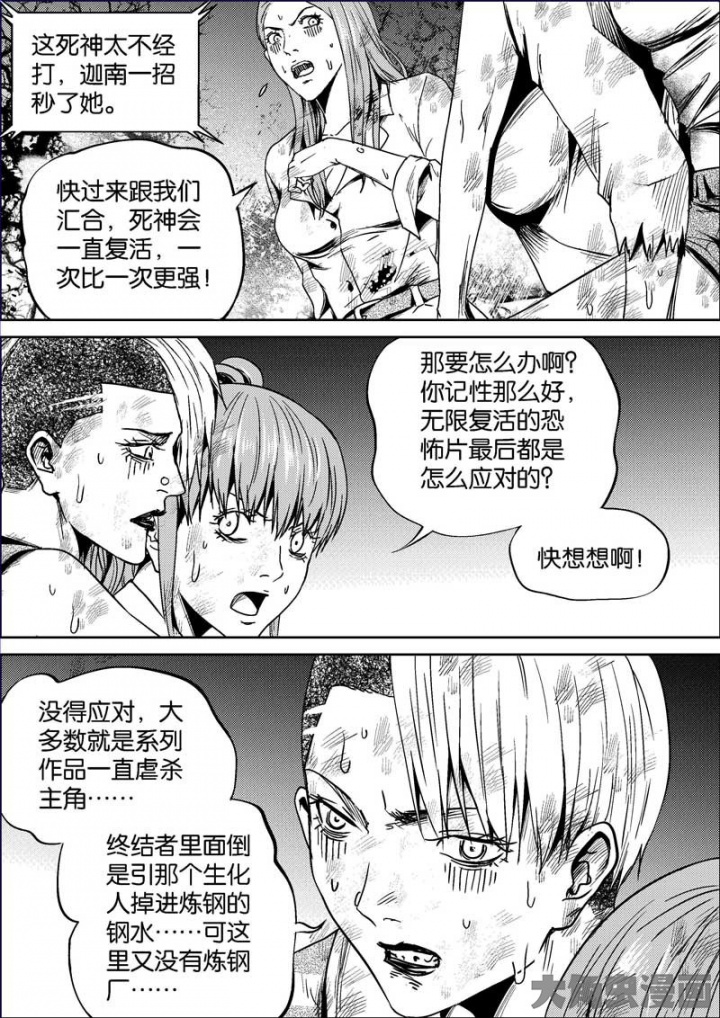 这死神太不经
打，迦南一招
秒了她。
快过来跟我们
汇合，死神会
一直复活，一
次比一次更强！
那要怎么办啊？
你记性那么好，
无限复活的恐
怖片最后都是
怎么应对的？
快想想啊！
没得应对，大
多数就是系列
作品一直虐杀
主角……
终结者里面倒
是引那个生化
人掉进炼钢的
钢水……可这
里又没有炼钢
厂……